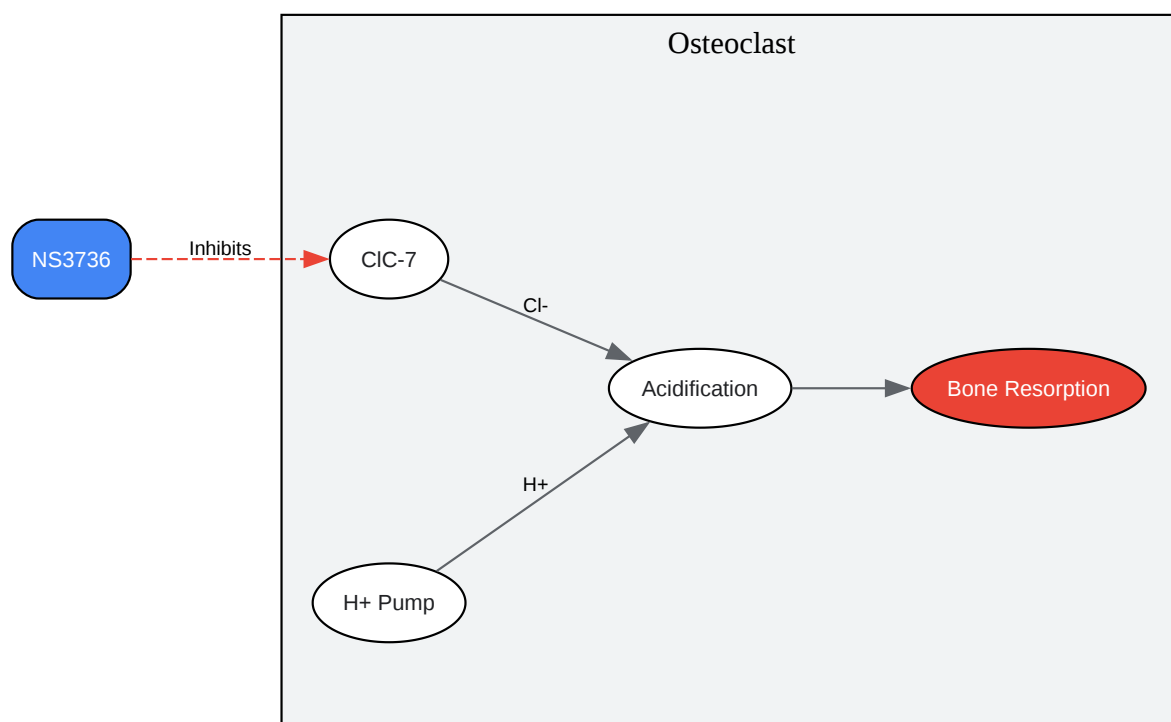 Osteoclast
NS3736
Inhibits
ClC-7
Cl-
Acidification
Bone Resorption
H+
H+ Pump